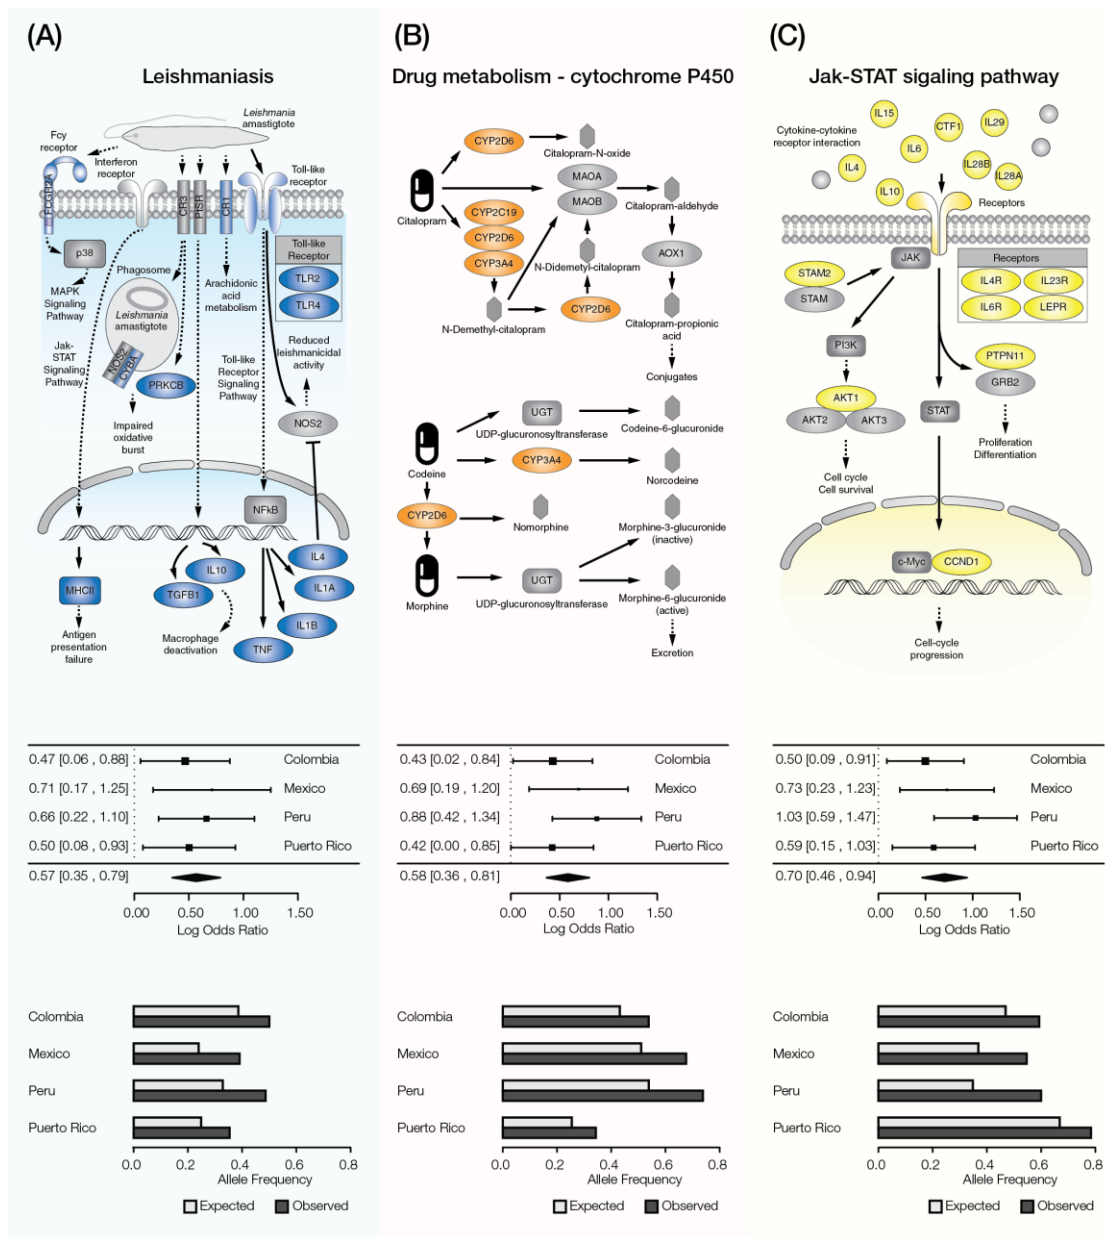 (A)
Leishmaniasis
Leishmania
amastigtote
Fcy
receptor
Interferon
receptor
Toll-like
receptor
FCGR2A
CR3
PtSR
CR1
p38
MAPK
Signaling
Pathway
Phagosome
Leishmania
amastigtote
NOS2
CYBA
PRKCB
Impaired
oxidative
burst
Jak-
STAT
Signaling
Pathway
Arachidonic
acid
metabolism
Toll-like
Receptor
TLR2
TLR4
Reduced
leishmanicidal
activity
Toll-like
Receptor
Signaling
Pathway
NOS2
NFkB
MHCII
Antigen
presentation
failure
TGFB1
IL10
Macrophage
deactivation
IL4
IL1A
IL1B
TNF
0.47 [0.06 , 0.88] Colombia
0.71 [0.17 , 1.25] Mexico
0.66 [0.22 , 1.10] Peru
0.50 [0.08 , 0.93] Puerto Rico
0.57 [0.35 , 0.79]
0.00 0.50 1.00 1.50
Log Odds Ratio
Colombia
Mexico
Peru
Puerto Rico
0.0 0.2 0.4 0.6 0.8
Allele Frequency
Expected Observed
(B)
Drug metabolism - cytochrome P450
CYP2D6
Citalopram-N-oxide
Citalopram
MAOA
MAOB
Citalopram-aldehyde
CYP2C19
CYP2D6
CYP3A4
AOX1
N-Didemetyl-citalopram
N-Demethyl-citalopram
CYP2D6
Citalopram-propionic
acid
Conjugates
UGT
UDP-glucuronosyltransferase
Codeine-6-glucuronide
Codeine
CYP3A4
Norcodeine
CYP2D6
Nomorphine
Morphine-3-glucuronide
(inactive)
Morphine
UGT
UDP-glucuronosyltransferase
Morphine-6-glucuronide
(active)
Excretion
0.43 [0.02 , 0.84] Colombia
0.69 [0.19 , 1.20] Mexico
0.88 [0.42 , 1.34] Peru
0.42 [0.00 , 0.85] Puerto Rico
0.58 [0.36 , 0.81]
0.00 0.50 1.00 1.50
Log Odds Ratio
Colombia
Mexico
Peru
Puerto Rico
0.0 0.2 0.4 0.6 0.8
Allele Frequency
Expected Observed
(C)
Jak-STAT sigaling pathway
Cytokine-cytokine
receptor interaction
IL15
CTF1
IL29
IL6
IL4
IL28B
IL28A
IL10
Receptors
JAK
STAM2
STAM
Receptors
IL4R
IL23R
IL6R
LEPR
PI3K
PTPN11
GRB2
AKT1
AKT2
AKT3
STAT
Proliferation
Differentiation
Cell cycle
Cell survival
c-Myc
CCND1
Cell-cycle
progression
0.50 [0.09 , 0.91] Colombia
0.73 [0.23 , 1.23] Mexico
1.03 [0.59 , 1.47] Peru
0.59 [0.15 , 1.03] Puerto Rico
0.70 [0.46 , 0.94]
0.00 0.50 1.00 1.50
Log Odds Ratio
Colombia
Mexico
Peru
Puerto Rico
0.0 0.2 0.4 0.6 0.8
Allele Frequency
Expected Observed